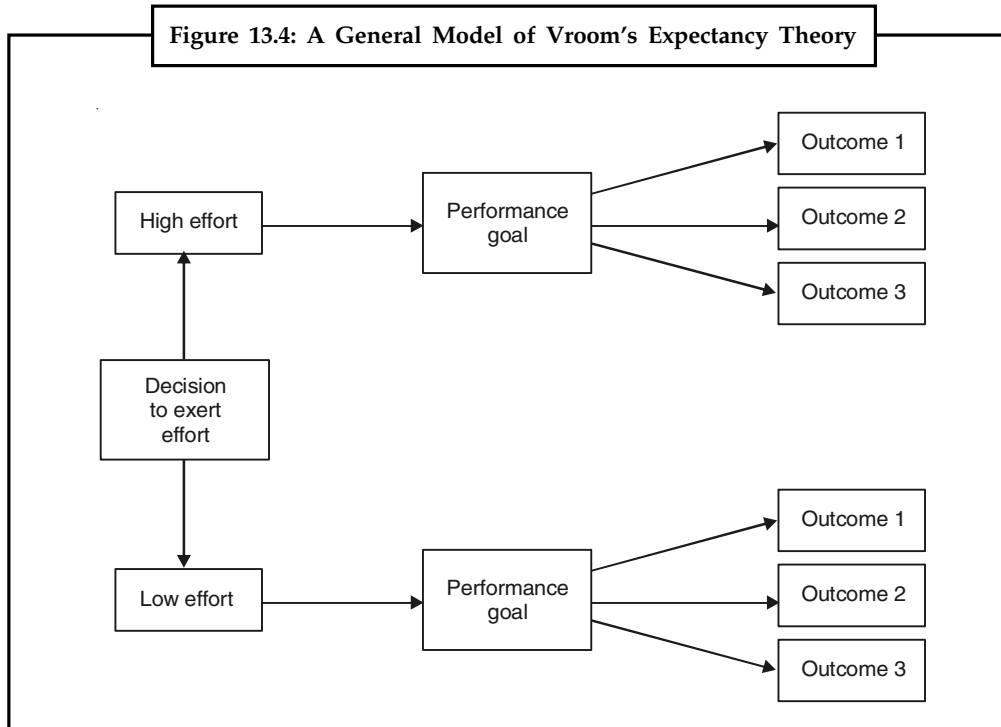 Figure 13.4: A General Model of Vroom's Expectancy Theory
High effort
Performance
goal
Outcome 1
Outcome 2
Outcome 3
Decision
to exert
effort
Low effort
Performance
goal
Outcome 1
Outcome 2
Outcome 3